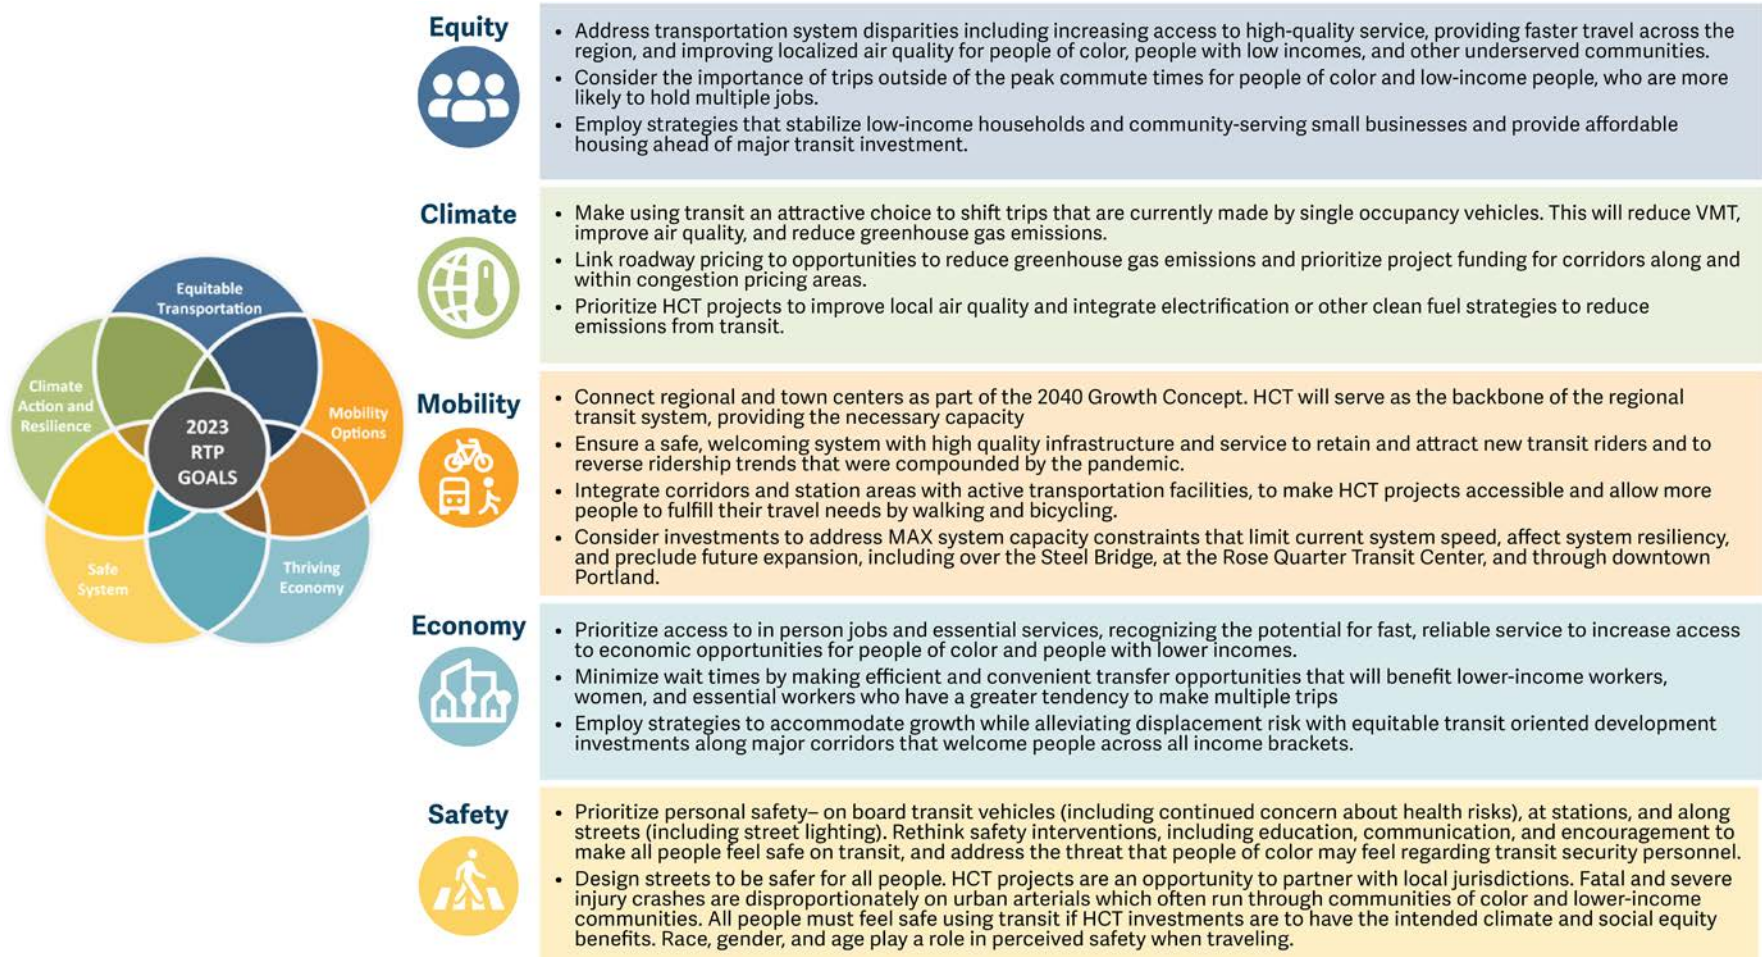 Equitable
Transportation
Climate
Action and
Resilience
Mobility
Options
2023
RTP
GOALS
Safe
System
Thriving
Economy
Equity
• Address transportation system disparities including increasing access to high-quality service, providing faster travel across the
region, and improving localized air quality for people of color, people with low incomes, and other underserved communities.
• Consider the importance of trips outside of the peak commute times for people of color and low-income people, who are more
likely to hold multiple jobs.
• Employ strategies that stabilize low-income households and community-serving small businesses and provide affordable
housing ahead of major transit investment.
Climate
• Make using transit an attractive choice to shift trips that are currently made by single occupancy vehicles. This will reduce VMT,
improve air quality, and reduce greenhouse gas emissions.
• Link roadway pricing to opportunities to reduce greenhouse gas emissions and prioritize project funding for corridors along and
within congestion pricing areas.
• Prioritize HCT projects to improve local air quality and integrate electrification or other clean fuel strategies to reduce
emissions from transit.
Mobility
• Connect regional and town centers as part of the 2040 Growth Concept. HCT will serve as the backbone of the regional
transit system, providing the necessary capacity
• Ensure a safe, welcoming system with high quality infrastructure and service to retain and attract new transit riders and to
reverse ridership trends that were compounded by the pandemic.
• Integrate corridors and station areas with active transportation facilities, to make HCT projects accessible and allow more
people to fulfill their travel needs by walking and bicycling.
• Consider investments to address MAX system capacity constraints that limit current system speed, affect system resiliency,
and preclude future expansion, including over the Steel Bridge, at the Rose Quarter Transit Center, and through downtown
Portland.
Economy
• Prioritize access to in person jobs and essential services, recognizing the potential for fast, reliable service to increase access
to economic opportunities for people of color and people with lower incomes.
• Minimize wait times by making efficient and convenient transfer opportunities that will benefit lower-income workers,
women, and essential workers who have a greater tendency to make multiple trips
• Employ strategies to accommodate growth while alleviating displacement risk with equitable transit oriented development
investments along major corridors that welcome people across all income brackets.
Safety
• Prioritize personal safety– on board transit vehicles (including continued concern about health risks), at stations, and along
streets (including street lighting). Rethink safety interventions, including education, communication, and encouragement to
make all people feel safe on transit, and address the threat that people of color may feel regarding transit security personnel.
• Design streets to be safer for all people. HCT projects are an opportunity to partner with local jurisdictions. Fatal and severe
injury crashes are disproportionately on urban arterials which often run through communities of color and lower-income
communities. All people must feel safe using transit if HCT investments are to have the intended climate and social equity
benefits. Race, gender, and age play a role in perceived safety when traveling.